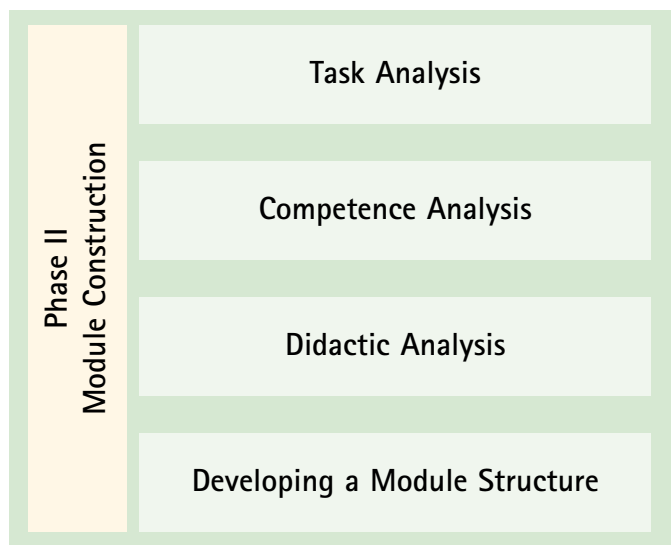 Phase II
Module Construction
Task Analysis
Competence Analysis
Didactic Analysis
Developing a Module Structure